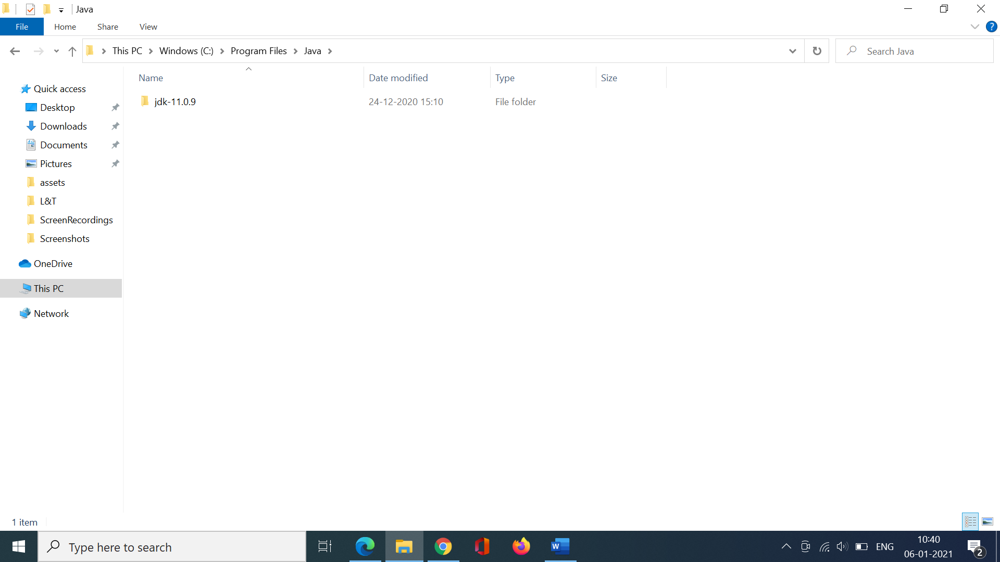 Java
File Home Share View
This PC Windows (C:) Program Files Java
Search Java
Name Date modified Type Size
jdk-11.0.9 24-12-2020 15:10 File folder
Quick access
Desktop
Downloads
Documents
Pictures
assets
L&T
ScreenRecordings
Screenshots
OneDrive
This PC
Network
1 item
Type here to search
ENG
10:40
06-01-2021
2